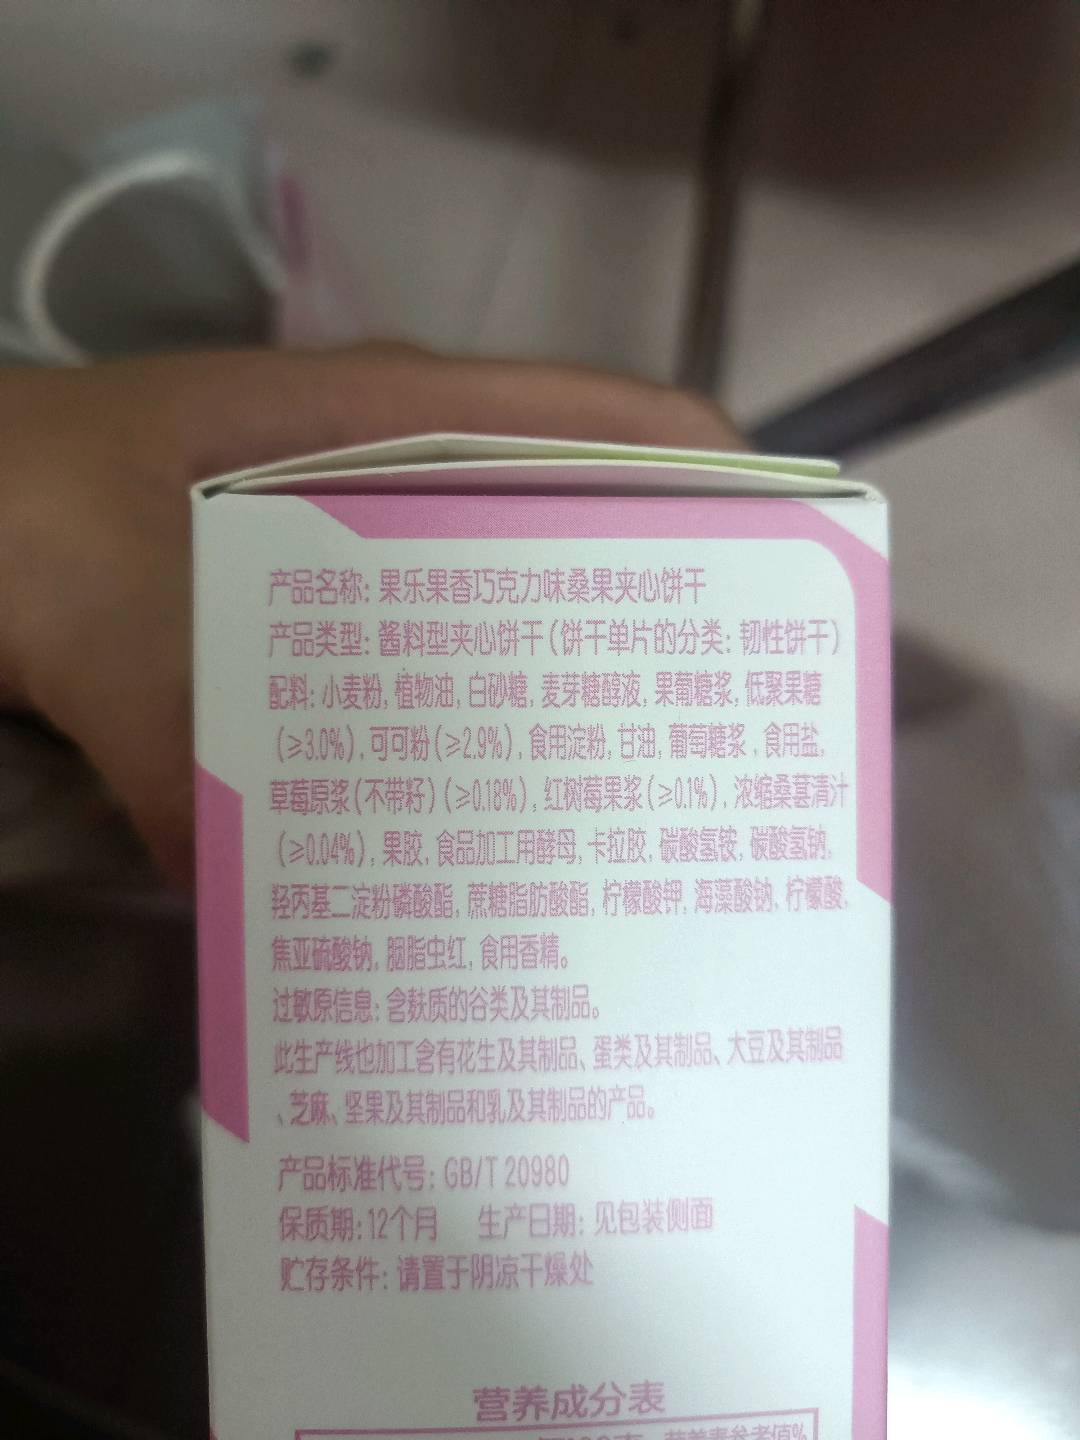 产品名称: 果乐果香巧克力味桑果夹心饼干
产品类型: 酱料型夹心饼干(饼干单片的分类: 韧性饼干)
配料: 小麦粉, 植物油, 白砂糖, 麦芽糖醇液, 果葡糖浆, 低聚果糖
(≥3.0%), 可可粉(≥2.9%), 食用淀粉, 甘油, 葡萄糖浆, 食用盐,
草莓原浆(不带籽)(≥0.18%), 红树莓果浆(≥0.1%), 浓缩桑葚清汁
(≥0.04%), 果胶, 食品加工用酵母, 卡拉胶, 碳酸氢铵, 碳酸氢钠,
羟丙基二淀粉磷酸酯, 蔗糖脂肪酸酯, 柠檬酸钾, 海藻酸钠, 柠檬酸,
焦亚硫酸钠, 胭脂虫红, 食用香精。
过敏原信息: 含麸质的谷类及其制品。
此生产线也加工含有花生及其制品、蛋类及其制品、大豆及其制品
、芝麻、坚果及其制品和乳及其制品的产品。
产品标准代号: GB/T 20980
保质期: 12个月 生产日期: 见包装侧面
贮存条件: 请置于阴凉干燥处
营养成分表
营养素参考值%